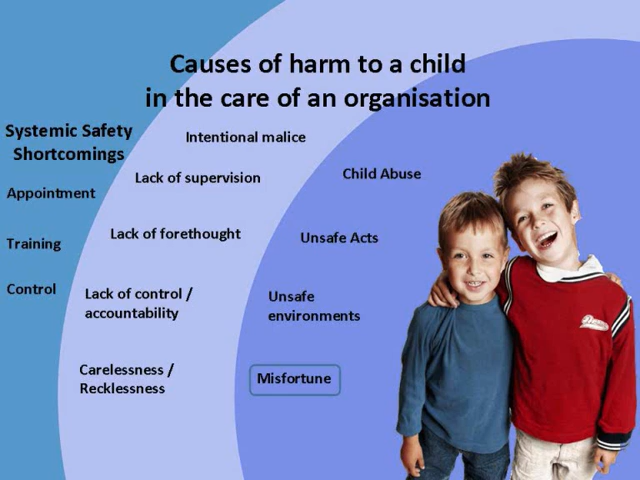 Causes of harm to a child
in the care of an organisation
Systemic Safety
Shortcomings
Appointment
Training
Control
Intentional malice
Lack of supervision
Lack of forethought
Lack of control /
accountability
Carelessness /
Recklessness
Child Abuse
Unsafe Acts
Unsafe
environments
Misfortune